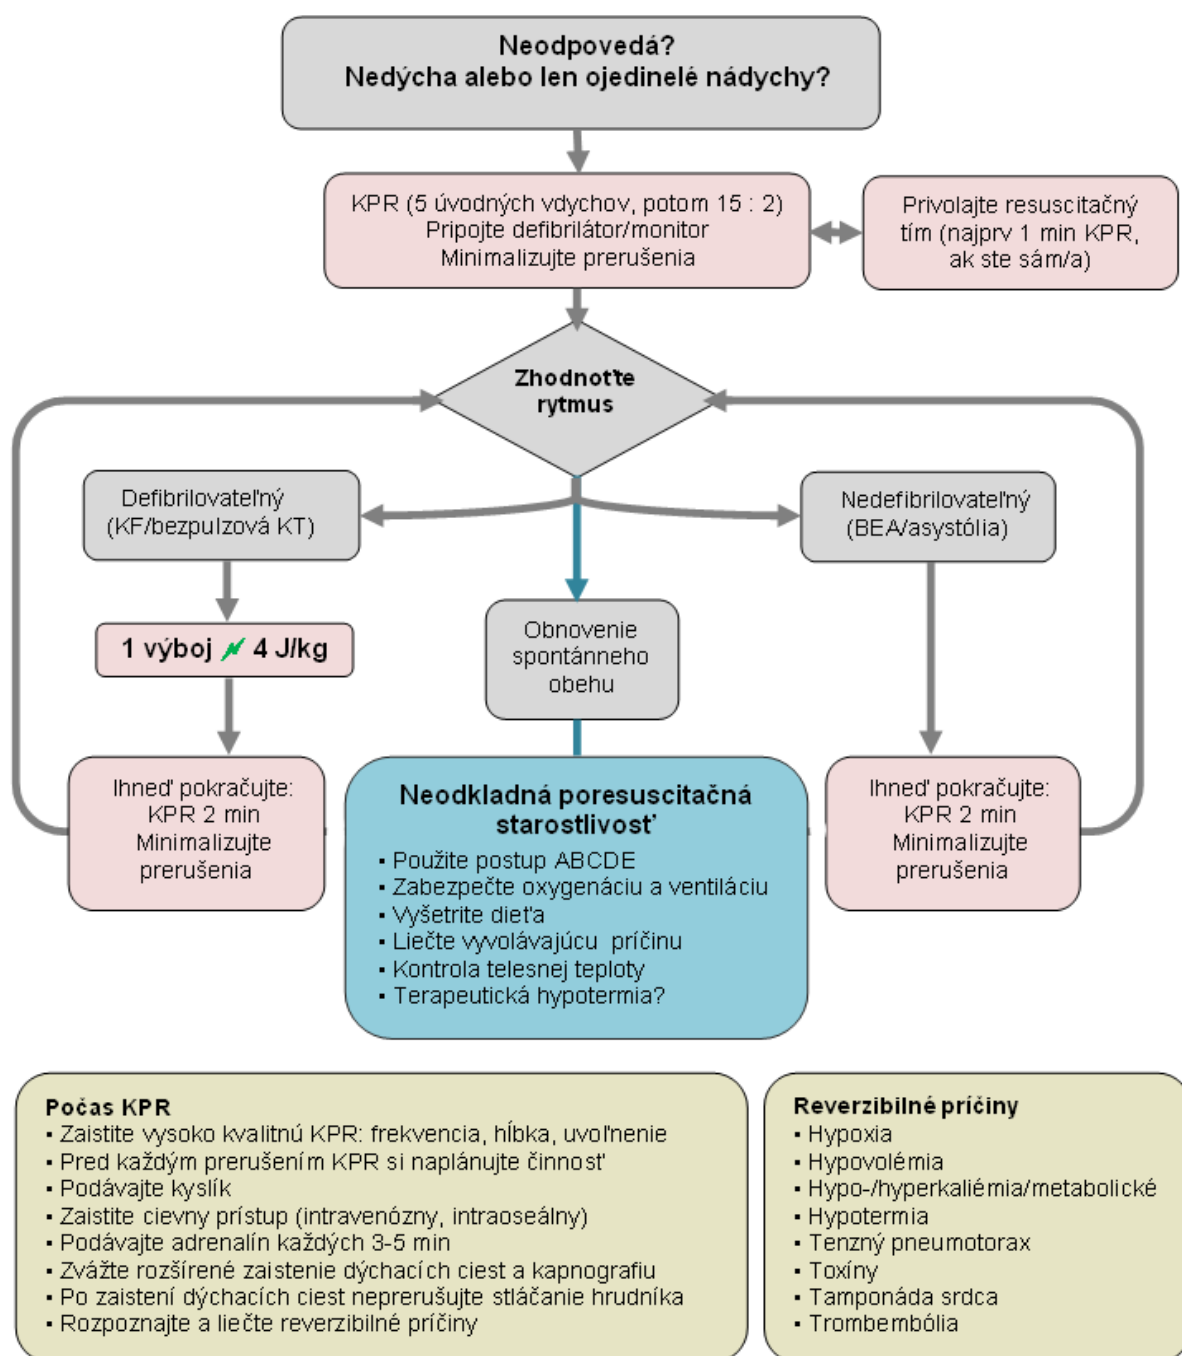 Neodpovedá?
Nedýcha alebo len ojedinelé nádychy?
KPR (5 úvodných vdychov, potom 15 : 2)
Pripojte defibrilátor/monitor
Minimalizujte prerušenia
Privolajte resuscitačný
tím (najprv 1 min KPR,
ak ste sám/a)
Zhodnoťte
rytmus
Defibrilovateľný
(KF/bezpulzová KT)
Nedefibrilovateľný
(BEA/asystólia)
1 výboj 4 J/kg
Obnovenie
spontánneho
obehu
Ihneď pokračujte:
KPR 2 min
Minimalizujte
prerušenia
Neodkladná poresuscitačná
starostlivosť
▪ Použite postup ABCDE
▪ Zabezpečte oxygenáciu a ventiláciu
▪ Vyšetrite dieťa
▪ Liečte vyvolávajúcu príčinu
▪ Kontrola telesnej teploty
▪ Terapeutická hypotermia?
Ihneď pokračujte:
KPR 2 min
Minimalizujte
prerušenia
Počas KPR
▪ Zaistite vysoko kvalitnú KPR: frekvencia, hĺbka, uvoľnenie
▪ Pred každým prerušením KPR si naplánujte činnosť
▪ Podávajte kyslík
▪ Zaistite cievny prístup (intravenózny, intraoseálny)
▪ Podávajte adrenalín každých 3-5 min
▪ Zvážte rozšírené zaistenie dýchacích ciest a kapnografiu
▪ Po zaistení dýchacích ciest neprerušujte stláčanie hrudníka
▪ Rozpoznajte a liečte reverzibilné príčiny
Reverzibilné príčiny
▪ Hypoxia
▪ Hypovolémia
▪ Hypo-/hyperkaliémia/metabolické
▪ Hypotermia
▪ Tenzný pneumotorax
▪ Toxíny
▪ Tamponáda srdca
▪ Trombembólia